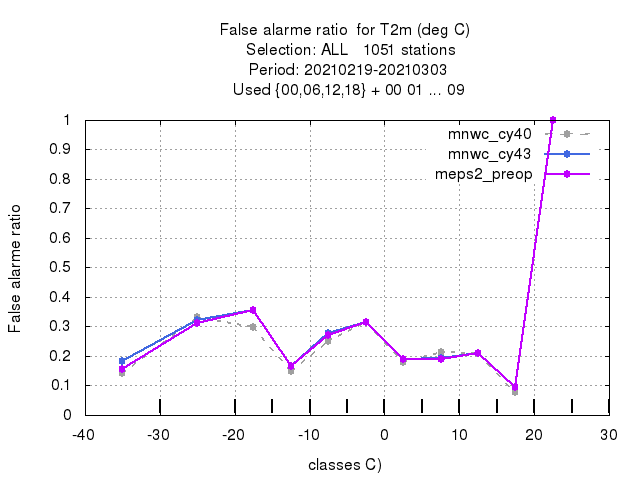 False alarme ratio  for T2m (deg C)
Selection: ALL   1051 stations
Period: 20210219-20210303
Used {00,06,12,18} + 00 01 ... 09
mnwc_cy40
mnwc_cy43
meps2_preop
False alarme ratio
1
0.9
0.8
0.7
0.6
0.5
0.4
0.3
0.2
0.1
0
-40 -30 -20 -10 0 10 20 30
classes C)